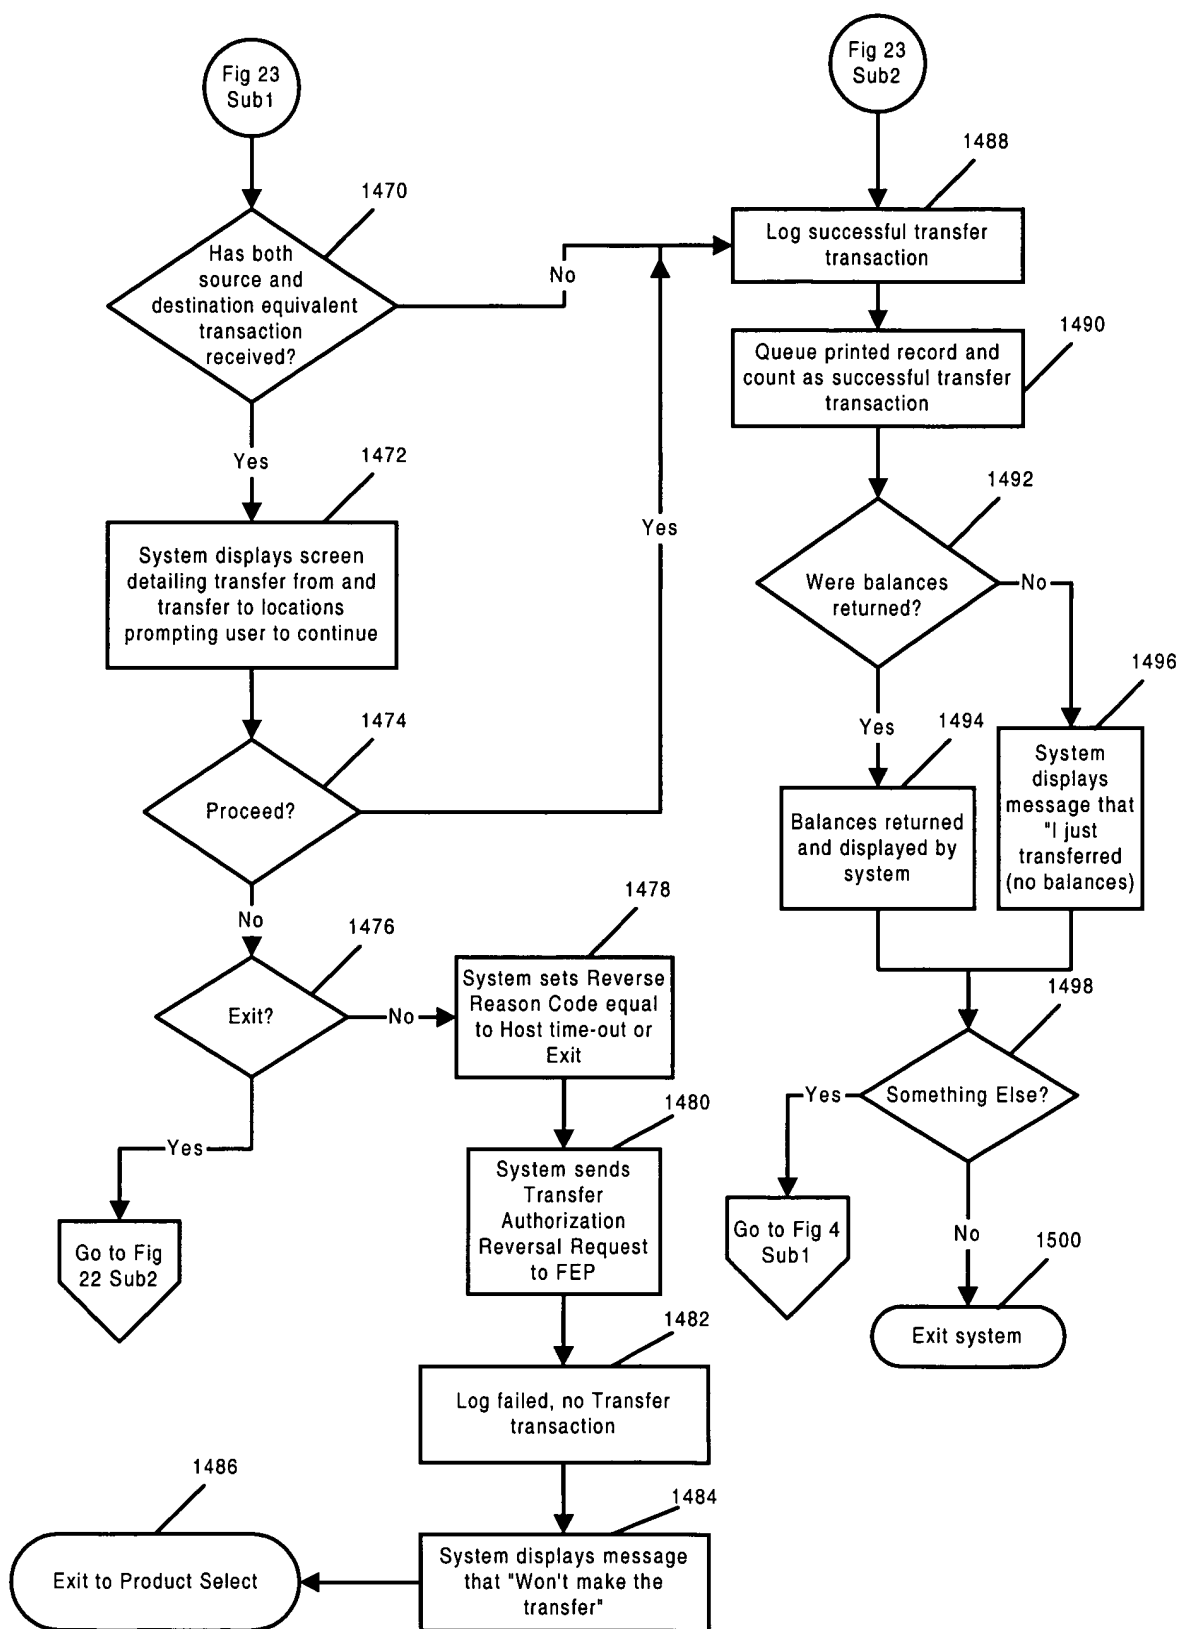 Fig 23
Sub1
1470
Has both
source and
destination equivalent
transaction
received?
No
Yes
1472
System displays screen
detailing transfer from and
transfer to locations
prompting user to continue
1474
Proceed?
Yes
No
1476
Exit?
No
Yes
Go to Fig
22 Sub2
1478
System sets Reverse
Reason Code equal
to Host time-out or
Exit
1480
System sends
Transfer
Authorization
Reversal Request
to FEP
1482
Log failed, no Transfer
transaction
1484
System displays message
that "Won't make the
transfer"
1486
Exit to Product Select
Fig 23
Sub2
1488
Log successful transfer
transaction
1490
Queue printed record and
count as successful transfer
transaction
1492
Were balances
returned?
No
Yes
1494
Balances returned
and displayed by
system
1496
System
displays
message that
"I just
transferred
(no balances)
1498
Something Else?
Yes
Go to Fig 4
Sub1
No
1500
Exit system